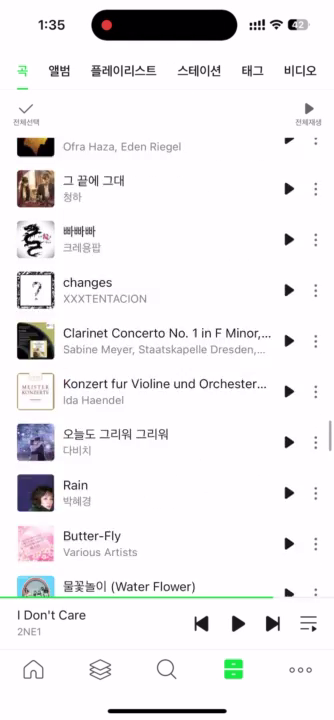 1:35
42
곡 앨범 플레이리스트 스테이션 태그 비디오
전체선택 전체재생
Ofra Haza, Eden Riegel
그 끝에 그대
청하
빠빠빠
크레용팝
changes
XXXTENTACION
Clarinet Concerto No. 1 in F Minor,...
Sabine Meyer, Staatskapelle Dresden,...
Konzert fur Violine und Orchester...
Ida Haendel
오늘도 그리워 그리워
다비치
Rain
박혜경
Butter-Fly
Various Artists
물꽃놀이 (Water Flower)
I Don't Care
2NE1